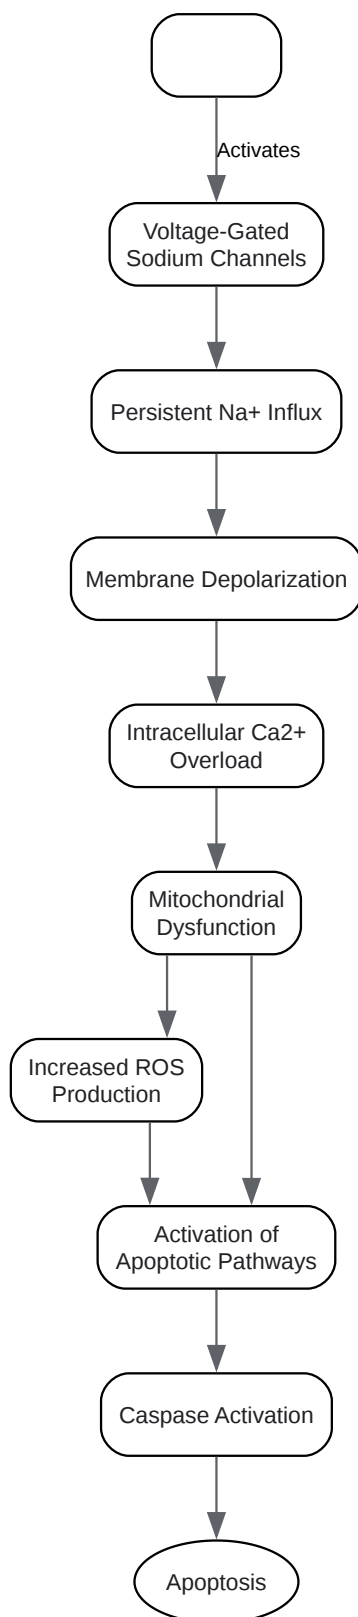 Activates
Voltage-Gated
Sodium Channels
Persistent Na+ Influx
Membrane Depolarization
Intracellular Ca2+
Overload
Mitochondrial
Dysfunction
Increased ROS
Production
Activation of
Apoptotic Pathways
Caspase Activation
Apoptosis